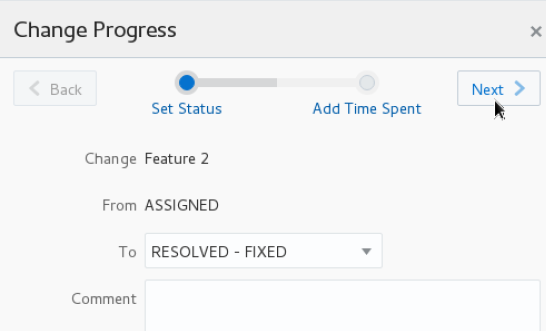 Change Progress
Back
Next
Set Status
Add Time Spent
Change Feature 2
From ASSIGNED
To RESOLVED - FIXED
Comment